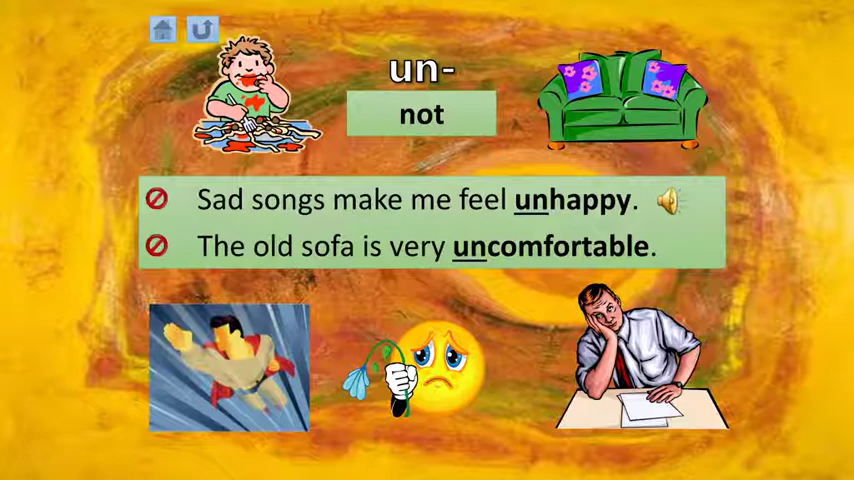 un-
not
Sad songs make me feel unhappy.
The old sofa is very uncomfortable.